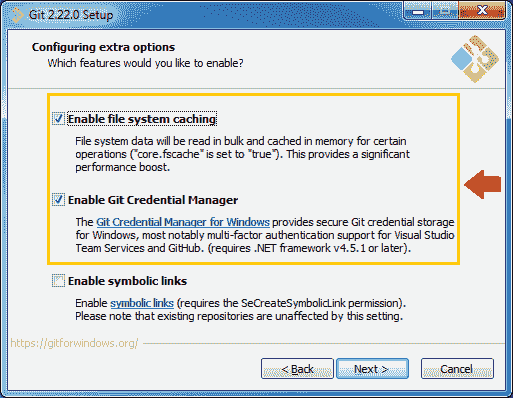 Git 2.22.0 Setup
Configuring extra options
Which features would you like to enable?
Enable file system caching
File system data will be read in bulk and cached in memory for certain
operations ("core.fscache" is set to "true"). This provides a significant
performance boost.
Enable Git Credential Manager
The Git Credential Manager for Windows provides secure Git credential storage
for Windows, most notably multi-factor authentication support for Visual Studio
Team Services and GitHub. (requires .NET framework v4.5.1 or later).
Enable symbolic links
Enable symbolic links (requires the SeCreateSymbolicLink permission).
Please note that existing repositories are unaffected by this setting.
https://gitforwindows.org/
< Back
Next >
Cancel